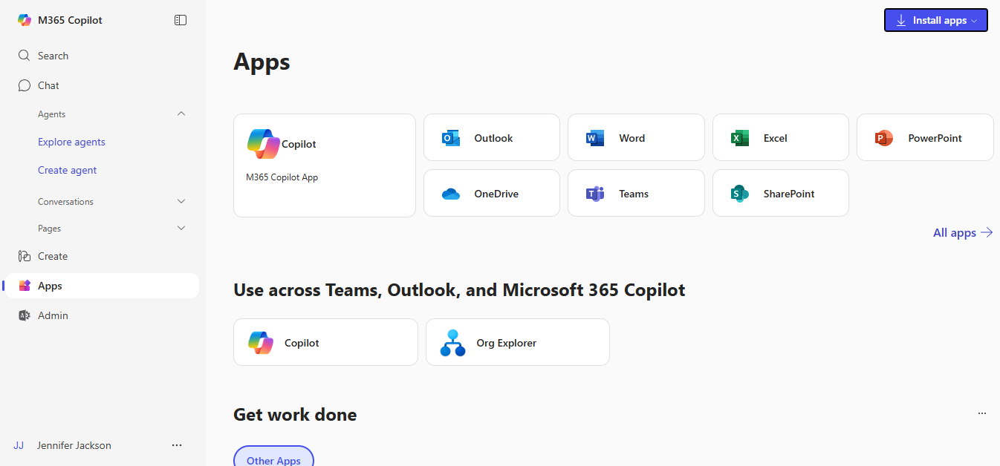 M365 Copilot
Search
Chat
Agents
Explore agents
Create agent
Conversations
Pages
Create
Apps
Admin
JJ Jennifer Jackson
Install apps
Apps
Copilot
M365 Copilot App
Outlook
Word
Excel
PowerPoint
OneDrive
Teams
SharePoint
All apps
Use across Teams, Outlook, and Microsoft 365 Copilot
Copilot
Org Explorer
Get work done
Other Apps